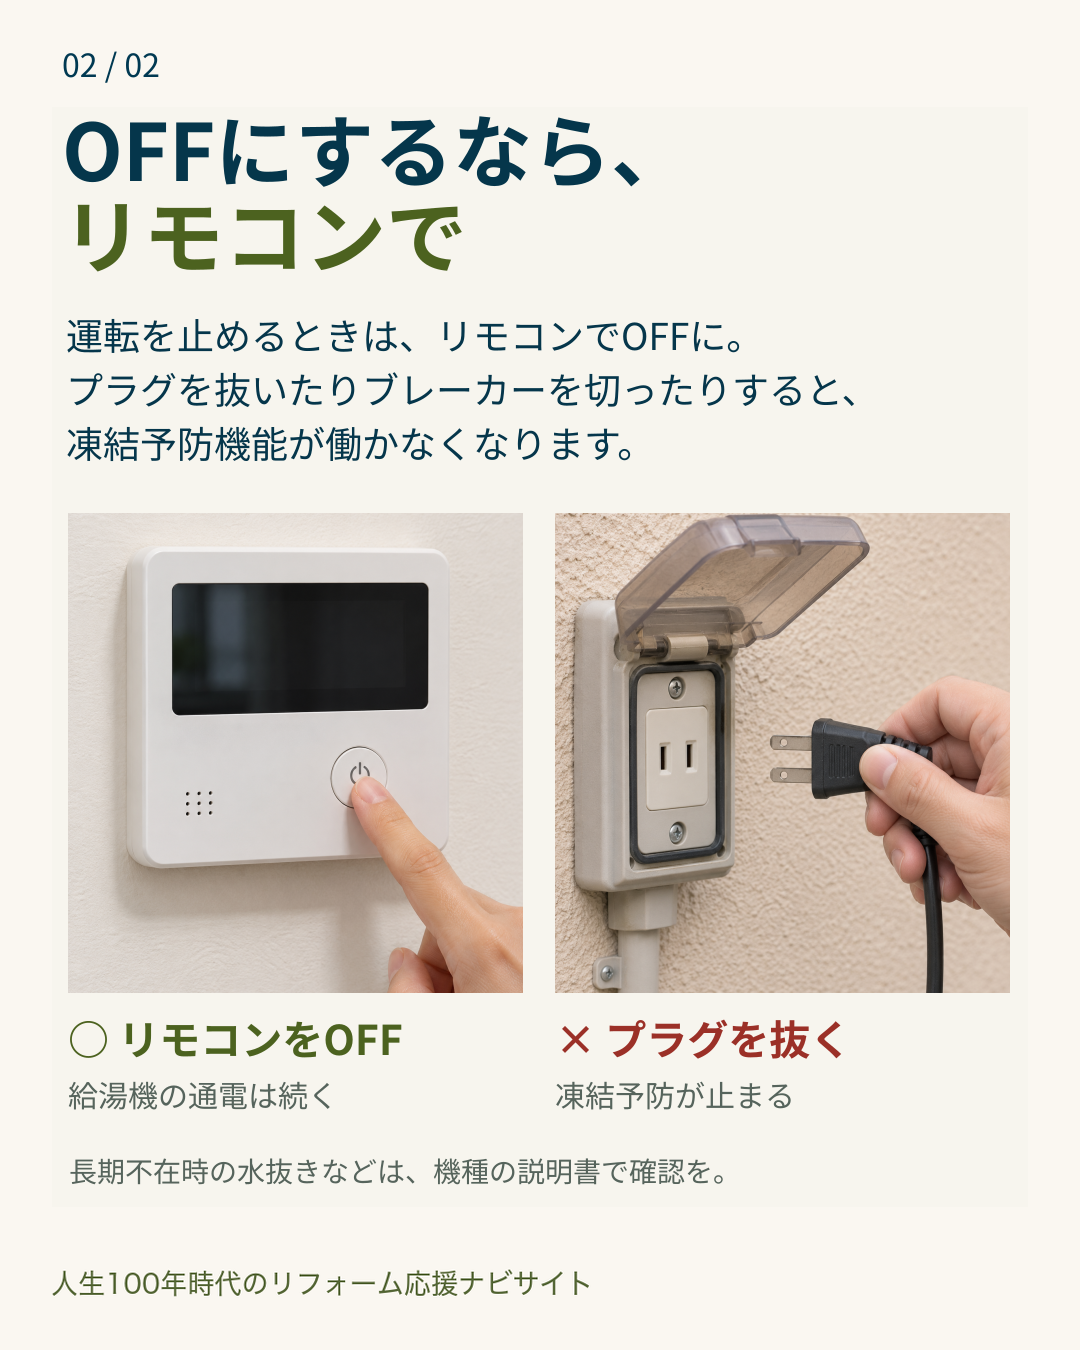 02 / 02
OFFにするなら、
リモコンで
運転を止めるときは、リモコンでOFFに。
プラグを抜いたりブレーカーを切ったりすると、
凍結予防機能が働かなくなります。
○ リモコンをOFF
給湯機の通電は続く
× プラグを抜く
凍結予防が止まる
長期不在時の水抜きなどは、機種の説明書で確認を。
人生100年時代のリフォーム応援ナビサイト